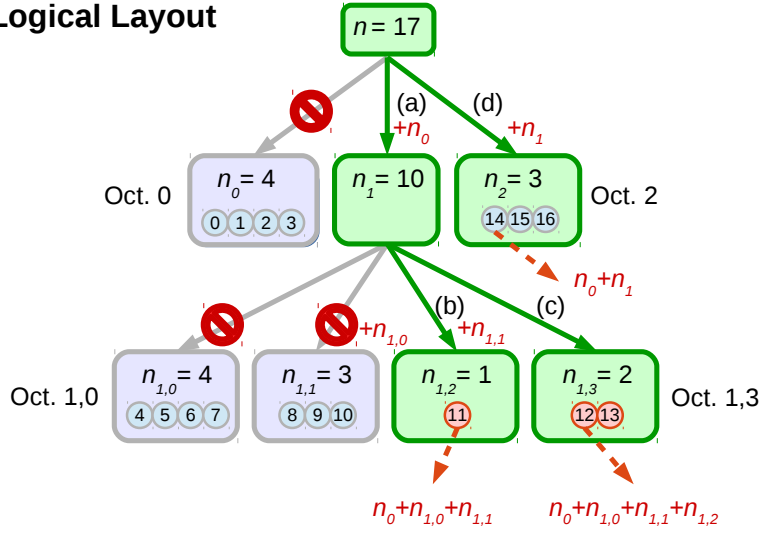 Logical Layout
n = 17
(a)
(d)
+n₀
+n₁
Oct. 0
n₀= 4
0 1 2 3
n₁= 10
n₂= 3
14 15 16
Oct. 2
n₀+n₁
(b)
(c)
+n₁,₀
+n₁,₁
Oct. 1,0
n₁,₀= 4
4 5 6 7
n₁,₁= 3
8 9 10
n₁,₂= 1
11
n₁,₃= 2
12 13
Oct. 1,3
n₀+n₁,₀+n₁,₁
n₀+n₁,₀+n₁,₁+n₁,₂